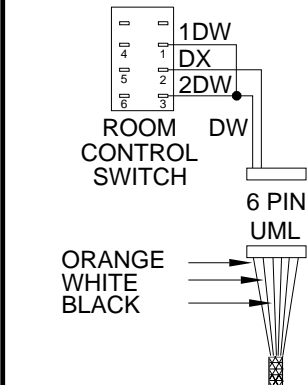 1DW
4 1 DX
5 2 2DW
6 3
ROOM DW
CONTROL
SWITCH
6 PIN
UML
ORANGE
WHITE
BLACK